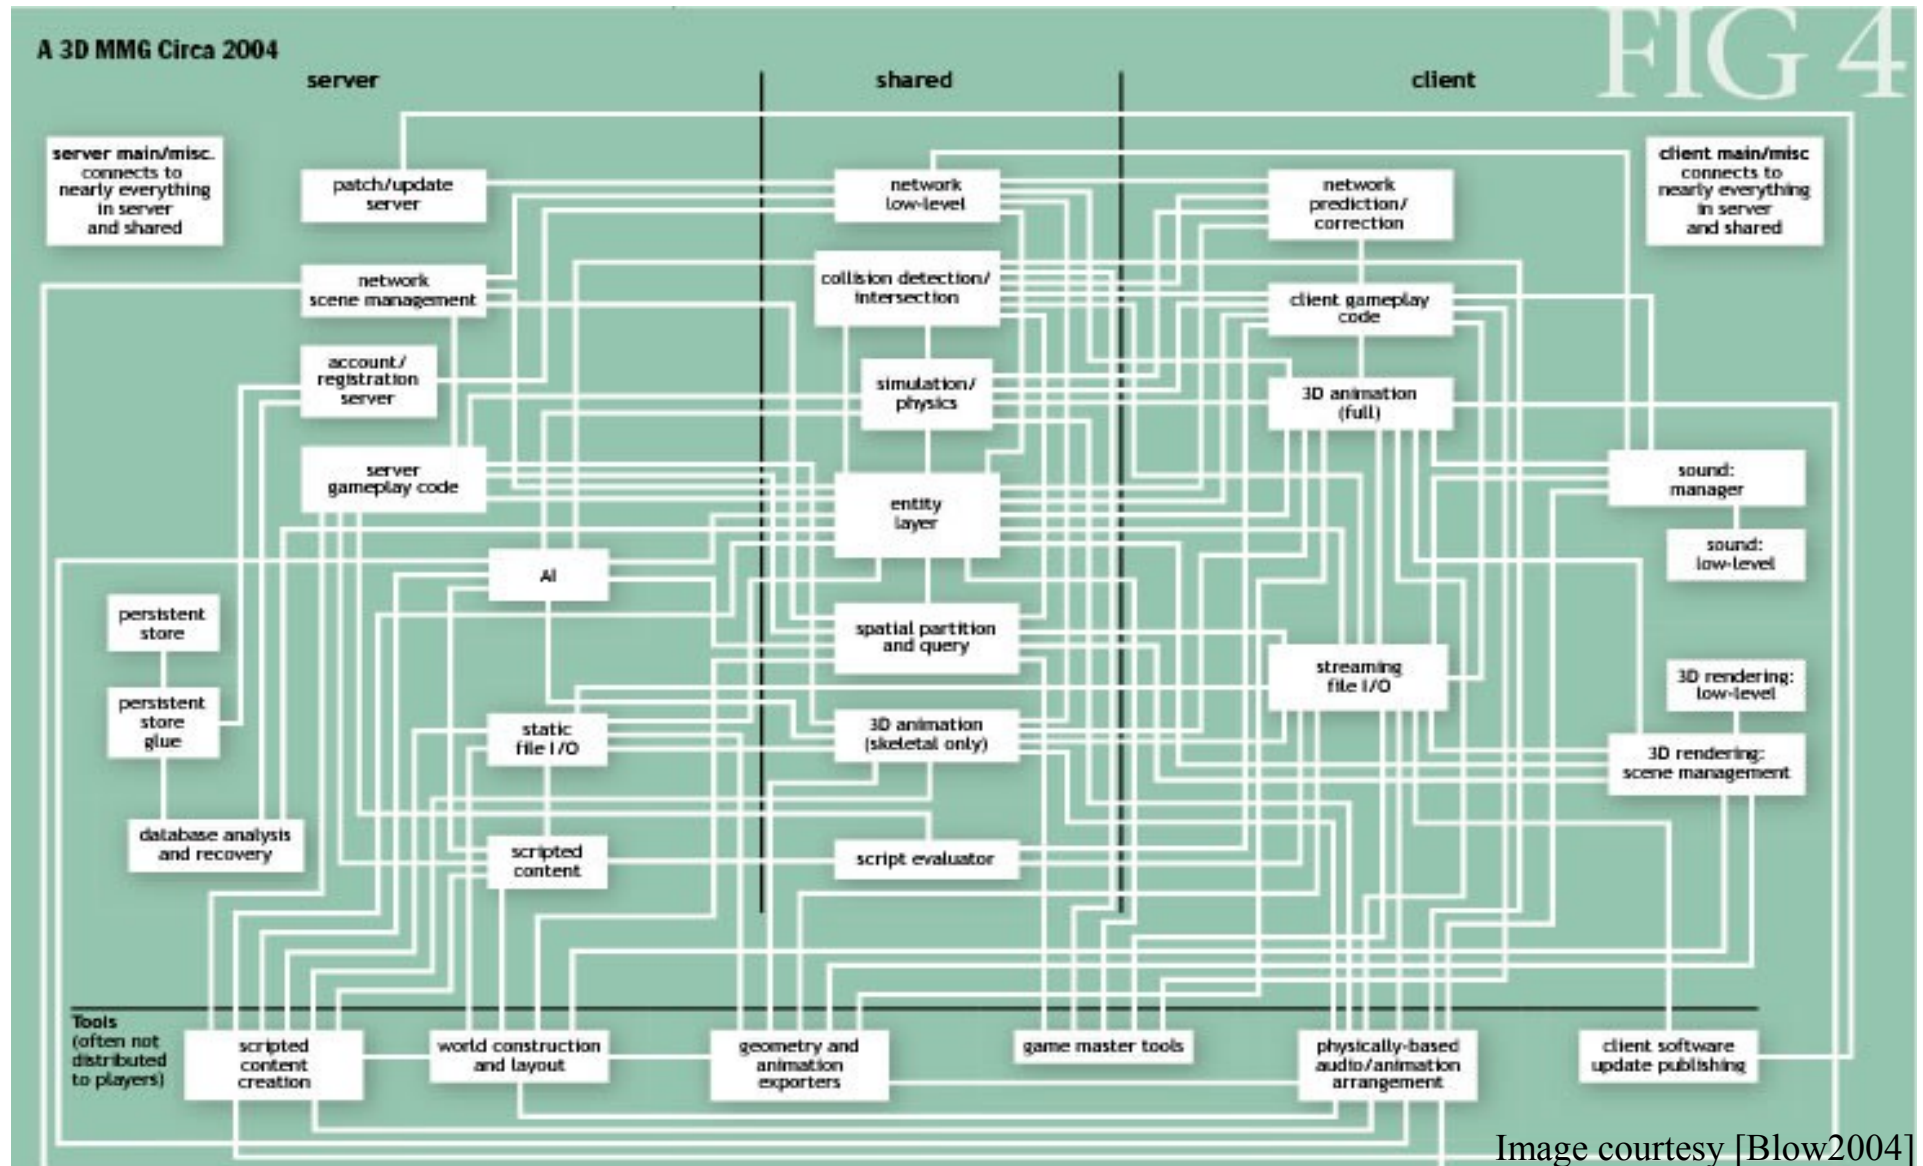 FIG 4
A 3D MMG Circa 2004
server
shared
client
server main/misc.
connects to
nearly everything
in server
and shared
patch/update
server
network
low-level
network
prediction/
correction
client main/misc
connects to
nearly everything
in server
and shared
network
scene management
collision detection/
intersection
client gameplay
code
account/
registration
server
simulation/
physics
3D animation
(full)
server
gameplay code
entity
layer
sound:
manager
sound:
low-level
AI
persistent
store
spatial partition
and query
streaming
file I/O
3D rendering:
low-level
persistent
store
glue
static
file I/O
3D animation
(skeletal only)
3D rendering:
scene management
database analysis
and recovery
scripted
content
script evaluator
Tools
(often not
distributed
to players)
scripted
content
creation
world construction
and layout
geometry and
animation
exporters
game master tools
physically-based
audio/animation
arrangement
client software
update publishing
Image courtesy [Blow2004]